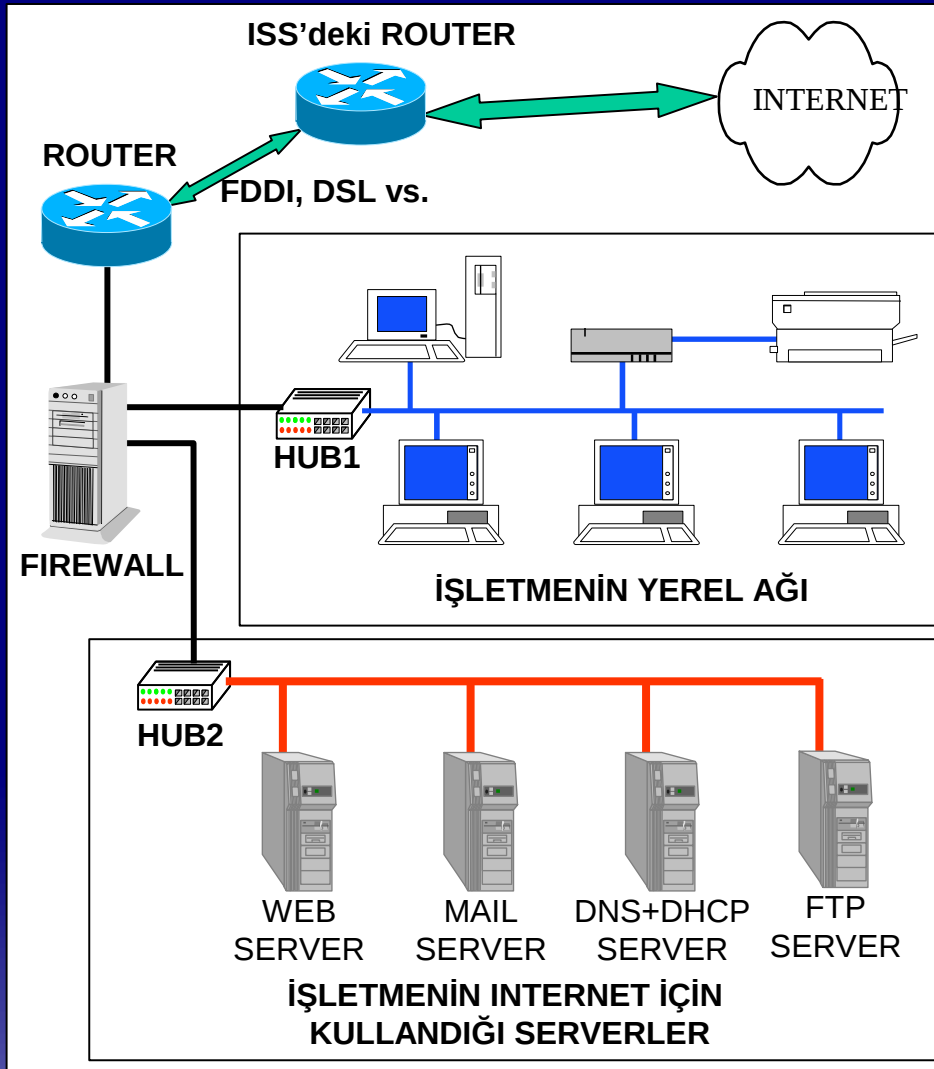 ISS’deki ROUTER
INTERNET
ROUTER
FDDI, DSL vs.
HUB1
FIREWALL
İŞLETMENİN YEREL AĞI
HUB2
WEB
SERVER
MAIL
SERVER
DNS+DHCP
SERVER
FTP
SERVER
İŞLETMENİN INTERNET İÇİN
KULLANDIĞI SERVERLER